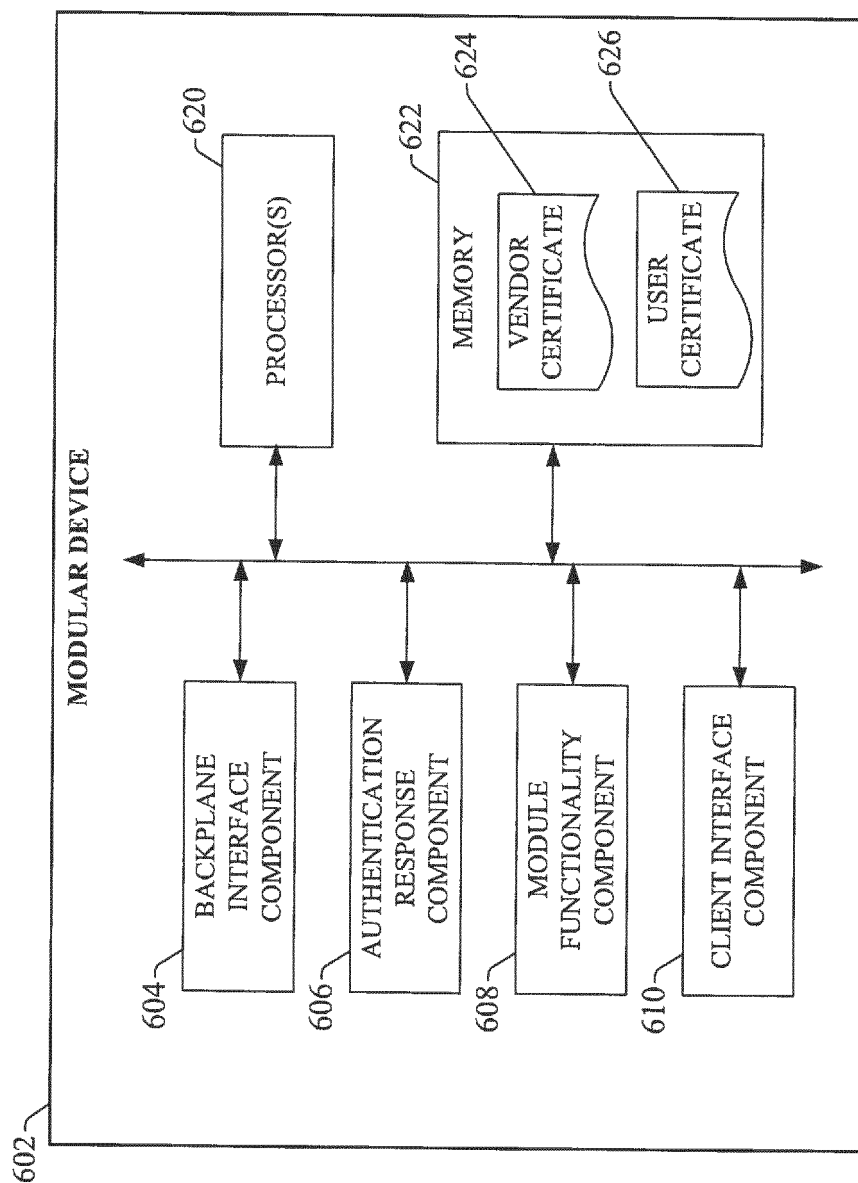 602
MODULAR DEVICE
604
BACKPLANE
INTERFACE
COMPONENT
606
AUTHENTICATION
RESPONSE
COMPONENT
608
MODULE
FUNCTIONALITY
COMPONENT
610
CLIENT INTERFACE
COMPONENT
620
PROCESSOR(S)
622
MEMORY
624
VENDOR
CERTIFICATE
626
USER
CERTIFICATE